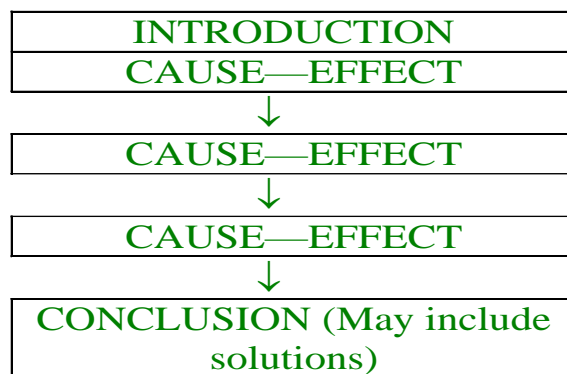 INTRODUCTION
CAUSE—EFFECT
↓
CAUSE—EFFECT
↓
CAUSE—EFFECT
↓
CONCLUSION (May include
solutions)